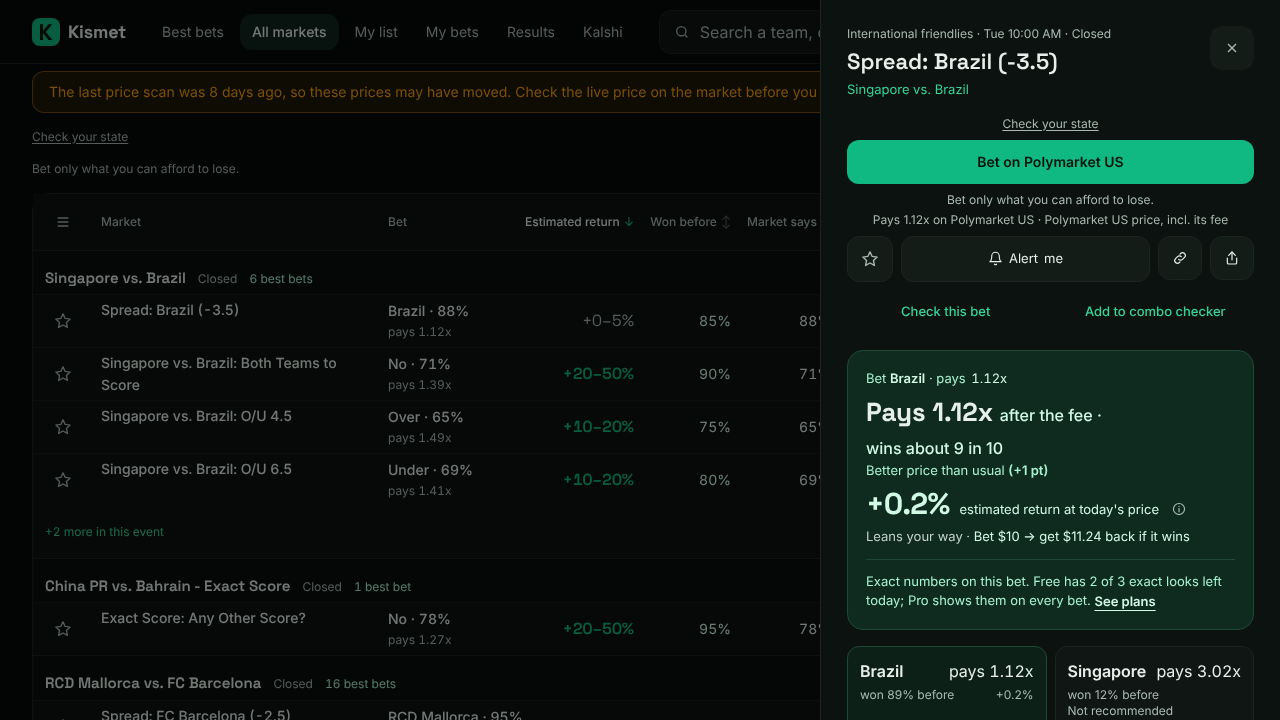 Kismet
Best bets
All markets
My list
My bets
Results
Kalshi
Search a team, c
The last price scan was 8 days ago, so these prices may have moved. Check the live price on the market before you
Check your state
Bet only what you can afford to lose.
Market
Bet
Estimated return ↓
Won before
Market says
Singapore vs. Brazil Closed 6 best bets
Spread: Brazil (-3.5)
Brazil · 88%
pays 1.12x
+0–5%
85%
88%
Singapore vs. Brazil: Both Teams to
Score
No · 71%
pays 1.39x
+20–50%
90%
71%
Singapore vs. Brazil: O/U 4.5
Over · 65%
pays 1.49x
+10–20%
75%
65%
Singapore vs. Brazil: O/U 6.5
Under · 69%
pays 1.41x
+10–20%
80%
69%
+2 more in this event
China PR vs. Bahrain - Exact Score Closed 1 best bet
Exact Score: Any Other Score?
No · 78%
pays 1.27x
+20–50%
95%
78%
RCD Mallorca vs. FC Barcelona Closed 16 best bets
Spread: FC Barcelona (-2.5)
RCD Mallorca · 95%
International friendlies · Tue 10:00 AM · Closed
Spread: Brazil (-3.5)
Singapore vs. Brazil
Check your state
Bet on Polymarket US
Bet only what you can afford to lose.
Pays 1.12x on Polymarket US · Polymarket US price, incl. its fee
Alert me
Check this bet
Add to combo checker
Bet Brazil · pays 1.12x
Pays 1.12x after the fee ·
wins about 9 in 10
Better price than usual (+1 pt)
+0.2% estimated return at today's price
Leans your way · Bet $10 → get $11.24 back if it wins
Exact numbers on this bet. Free has 2 of 3 exact looks left
today; Pro shows them on every bet. See plans
Brazil pays 1.12x
won 89% before +0.2%
Singapore pays 3.02x
won 12% before
Not recommended